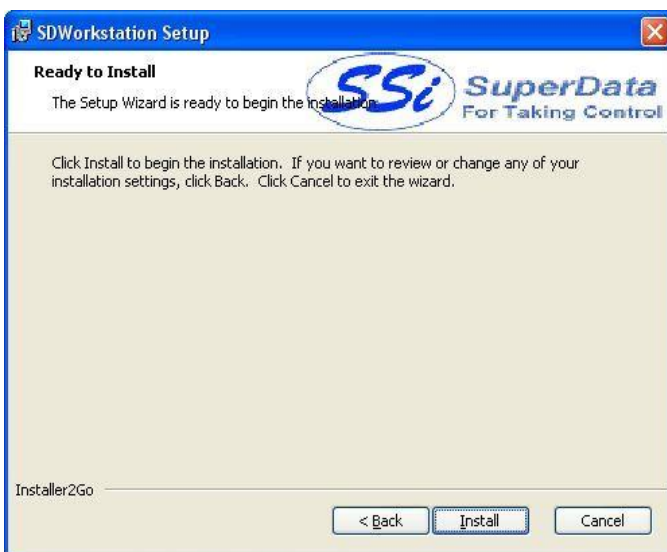 SDWorkstation Setup
Ready to Install
The Setup Wizard is ready to begin the installation.
SSi
SuperData
For Taking Control
Click Install to begin the installation. If you want to review or change any of your
installation settings, click Back. Click Cancel to exit the wizard.
Installer2Go
< Back
Install
Cancel